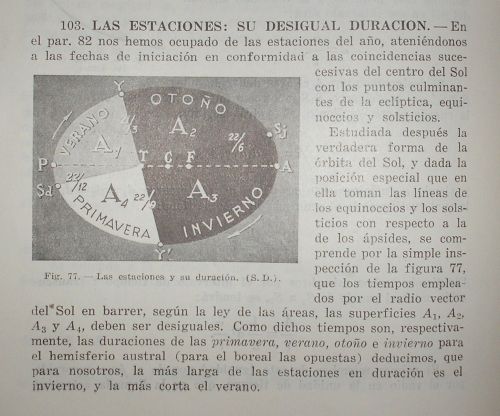 103. LAS ESTACIONES: SU DESIGUAL DURACION. — En
el par. 82 nos hemos ocupado de las estaciones del año, ateniéndonos
a las fechas de iniciación en conformidad a las coincidencias suce-
sivas del centro del Sol
con los puntos culminan-
tes de la eclíptica, equi-
noccios y solsticios.
Estudiada después la
verdadera forma de la
órbita del Sol, y dada la
posición especial que en
ella toman las líneas de
los equinoccios y los sols-
ticios con respecto a la
de los ápsides, se com-
prende por la simple ins-
pección de la figura 77,
que los tiempos emplea-
dos por el radio vector
del Sol en barrer, según la ley de las áreas, las superficies A1, A2,
A3 y A4, deben ser desiguales. Como dichos tiempos son, respectiva-
mente, las duraciones de las primavera, verano, otoño e invierno para
el hemisferio austral (para el boreal las opuestas) deducimos, que
para nosotros, la más larga de las estaciones en duración es el
invierno, y la más corta el verano.
Y
OTOÑO
VERANO
21/3
A2
22/6
Sj
A1
P
T
C
F
A
Sd
22/12
A4
22/9
A3
PRIMAVERA
INVIERNO
Y'
Fig. 77. — Las estaciones y su duración. (S. D.).